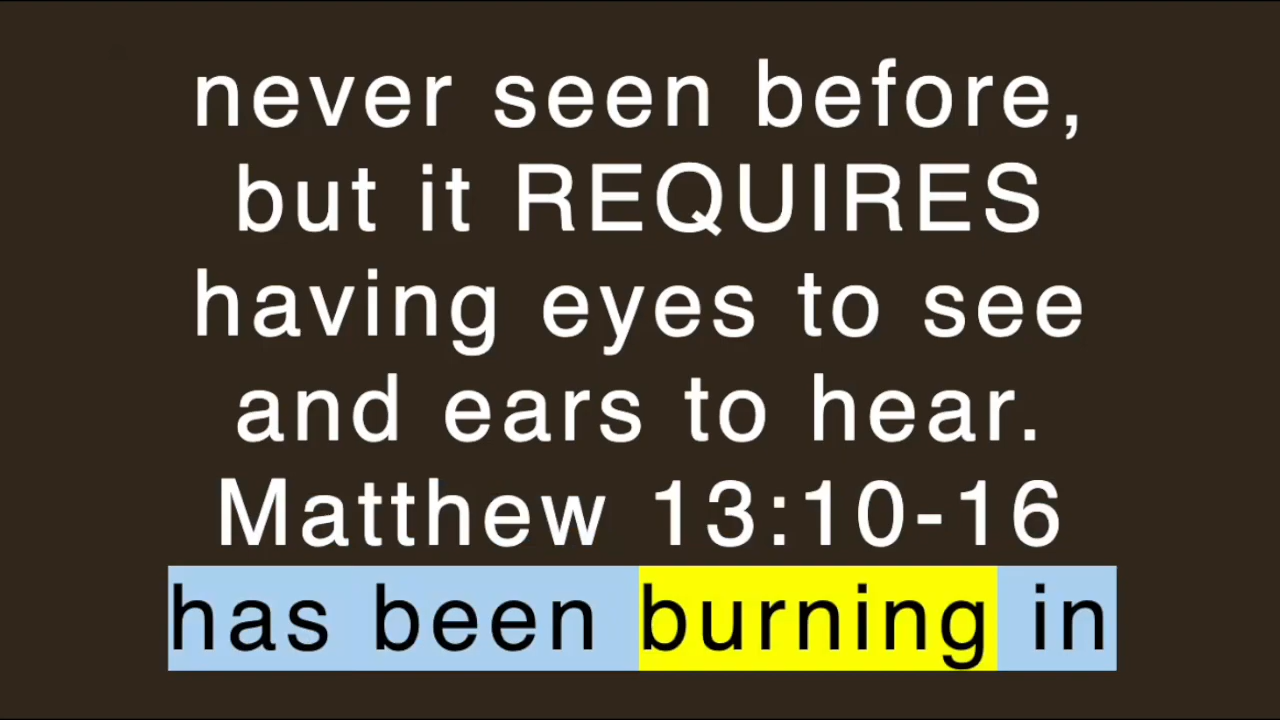 never seen before,
but it REQUIRES
having eyes to see
and ears to hear.
Matthew 13:10-16
has been burning in